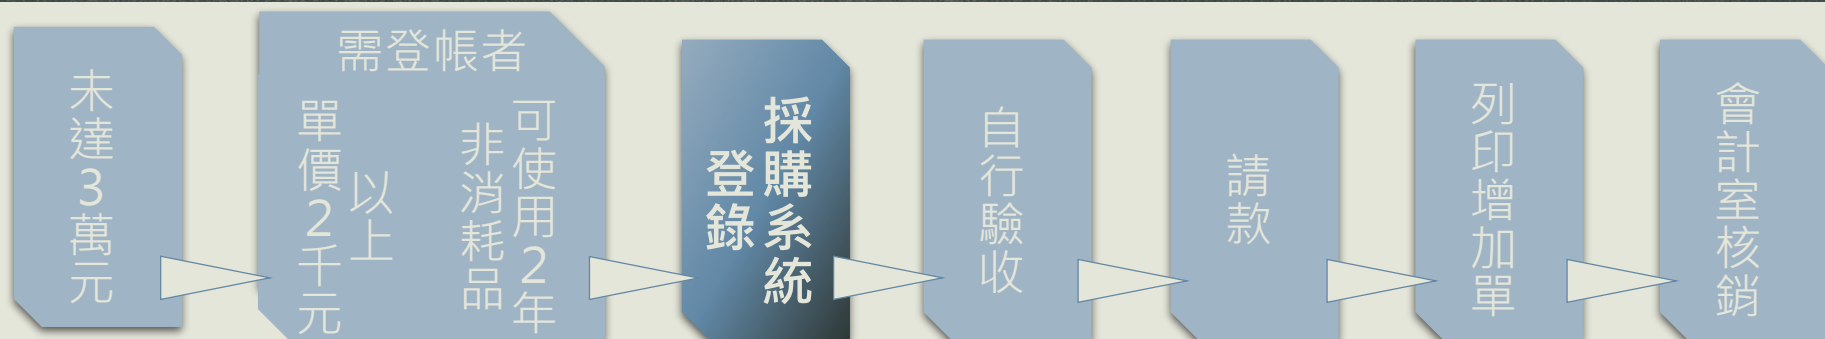 未達3萬元
需登帳者
單價2千元
以上
可使用2年
非消耗品
採購系統
登錄
自行驗收
請款
列印增加單
會計室核銷